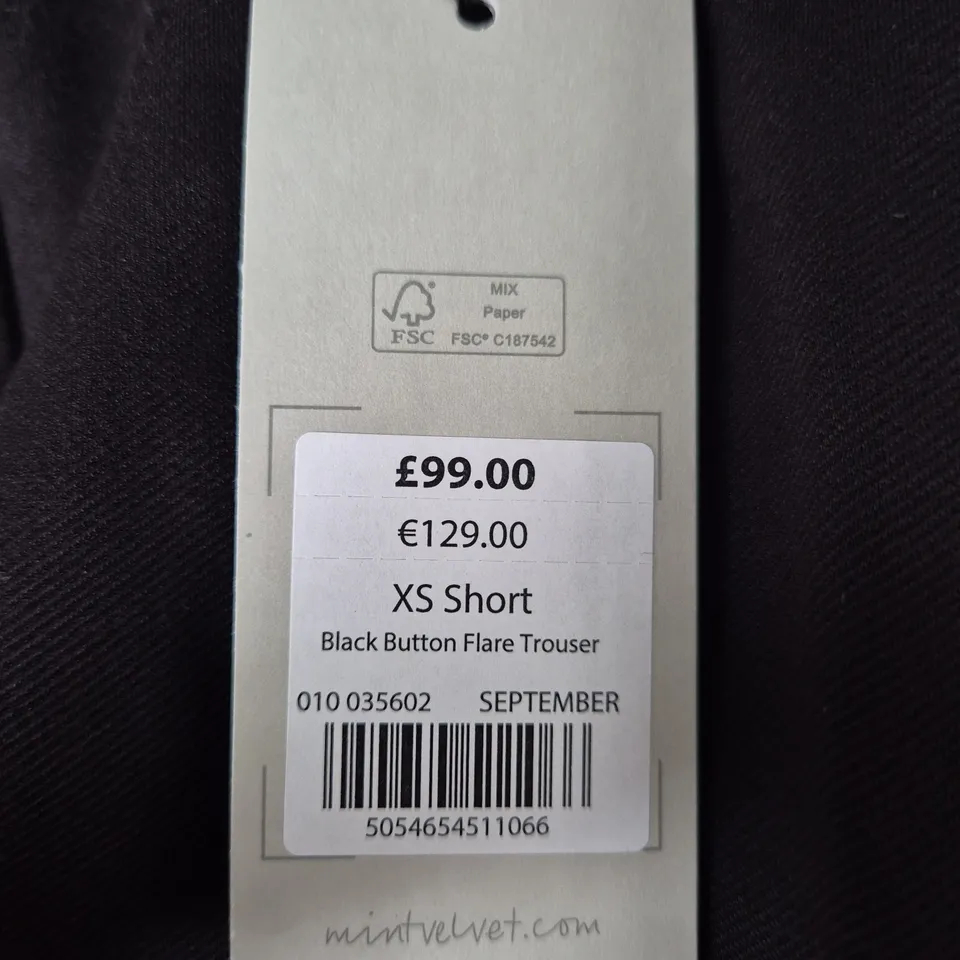 MIX
Paper
FSC FSC® C187542
£99.00
€129.00
XS Short
Black Button Flare Trouser
010 035602 SEPTEMBER
5054654511066
mintvelvet.com